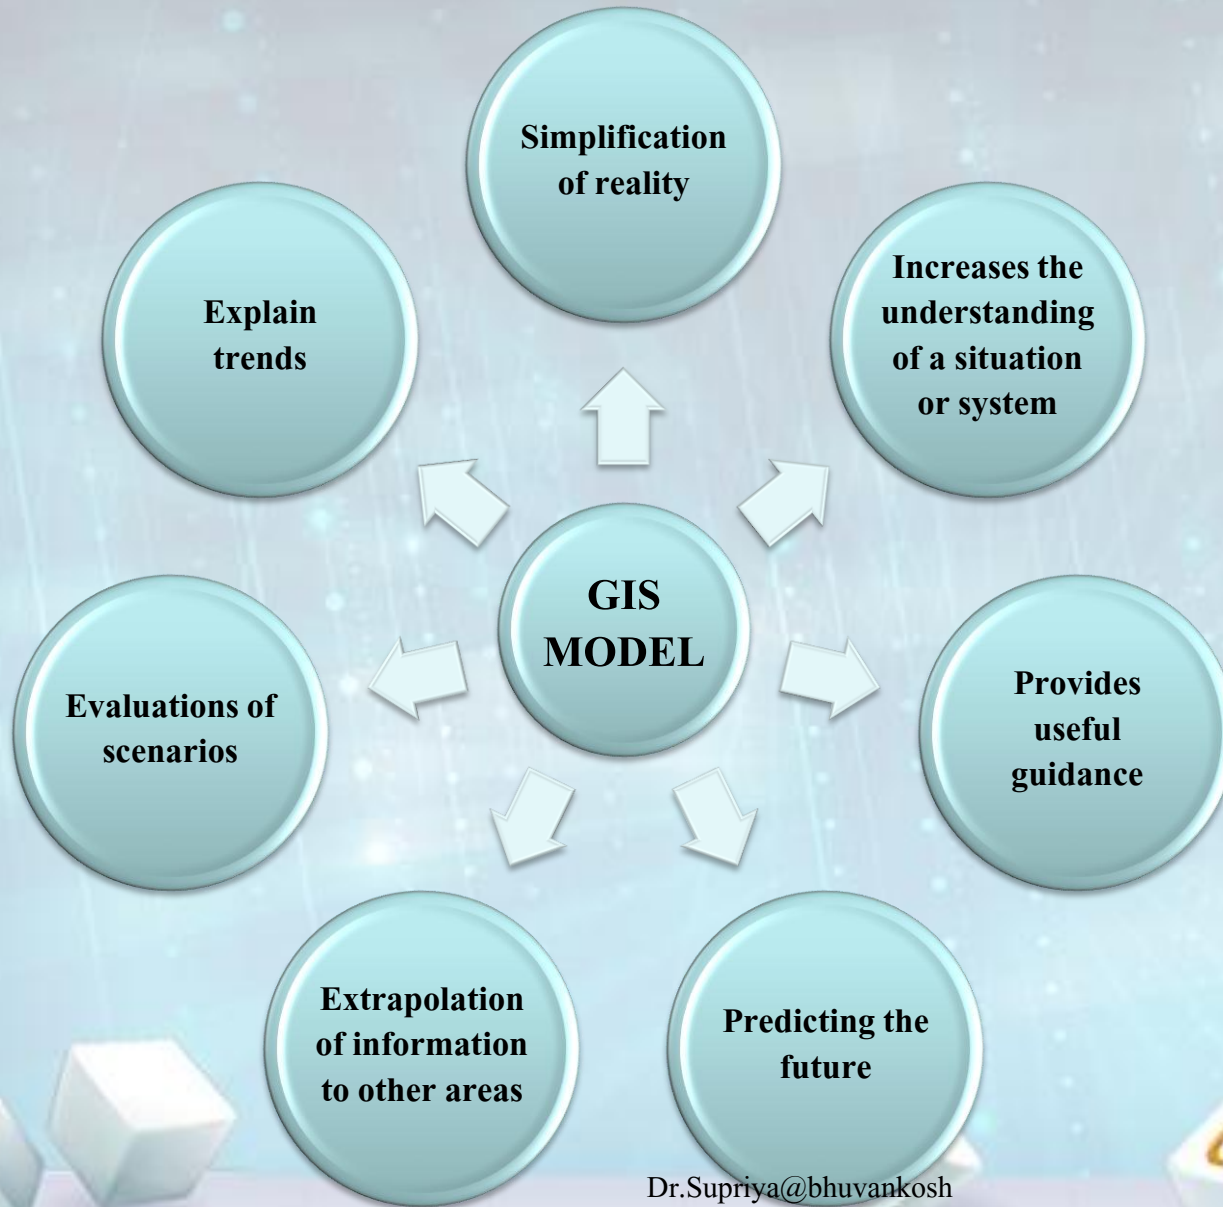 Simplification
of reality
Increases the
understanding
of a situation
or system
Provides
useful
guidance
Predicting the
future
Extrapolation
of information
to other areas
Evaluations of
scenarios
Explain
trends
GIS
MODEL
Dr.Supriya@bhuvankosh